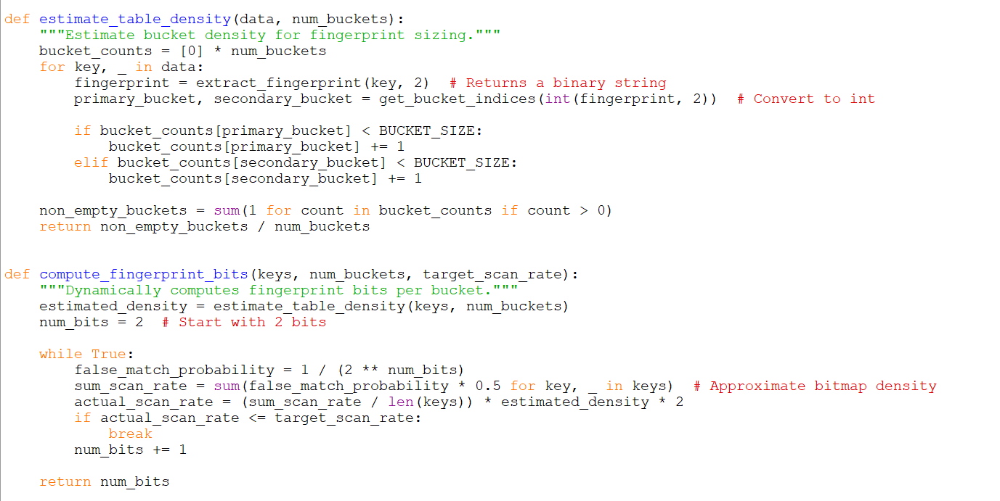 def estimate_table_density(data, num_buckets):
    """Estimate bucket density for fingerprint sizing."""
    bucket_counts = [0] * num_buckets
    for key, _ in data:
        fingerprint = extract_fingerprint(key, 2)  # Returns a binary string
        primary_bucket, secondary_bucket = get_bucket_indices(int(fingerprint, 2))  # Convert to int

        if bucket_counts[primary_bucket] < BUCKET_SIZE:
            bucket_counts[primary_bucket] += 1
        elif bucket_counts[secondary_bucket] < BUCKET_SIZE:
            bucket_counts[secondary_bucket] += 1

    non_empty_buckets = sum(1 for count in bucket_counts if count > 0)
    return non_empty_buckets / num_buckets


def compute_fingerprint_bits(keys, num_buckets, target_scan_rate):
    """Dynamically computes fingerprint bits per bucket."""
    estimated_density = estimate_table_density(keys, num_buckets)
    num_bits = 2  # Start with 2 bits

    while True:
        false_match_probability = 1 / (2 ** num_bits)
        sum_scan_rate = sum(false_match_probability * 0.5 for key, _ in keys)  # Approximate bitmap density
        actual_scan_rate = (sum_scan_rate / len(keys)) * estimated_density * 2
        if actual_scan_rate <= target_scan_rate:
            break
        num_bits += 1

    return num_bits